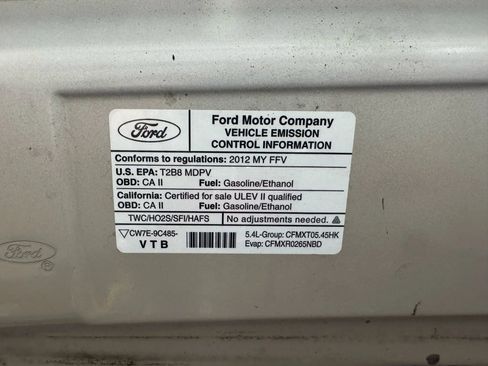 Ford
Ford Motor Company
VEHICLE EMISSION
CONTROL INFORMATION
Conforms to regulations: 2012 MY FFV
U.S. EPA: T2B8 MDPV
OBD: CA II Fuel: Gasoline/Ethanol
California: Certified for sale ULEV II qualified
OBD: CA II Fuel: Gasoline/Ethanol
TWC/HO2S/SFI/HAFS No adjustments needed.
CW7E-9C485-
VTB
5.4L-Group: CFMXT05.45HK
Evap: CFMXR0265NBD
Ford